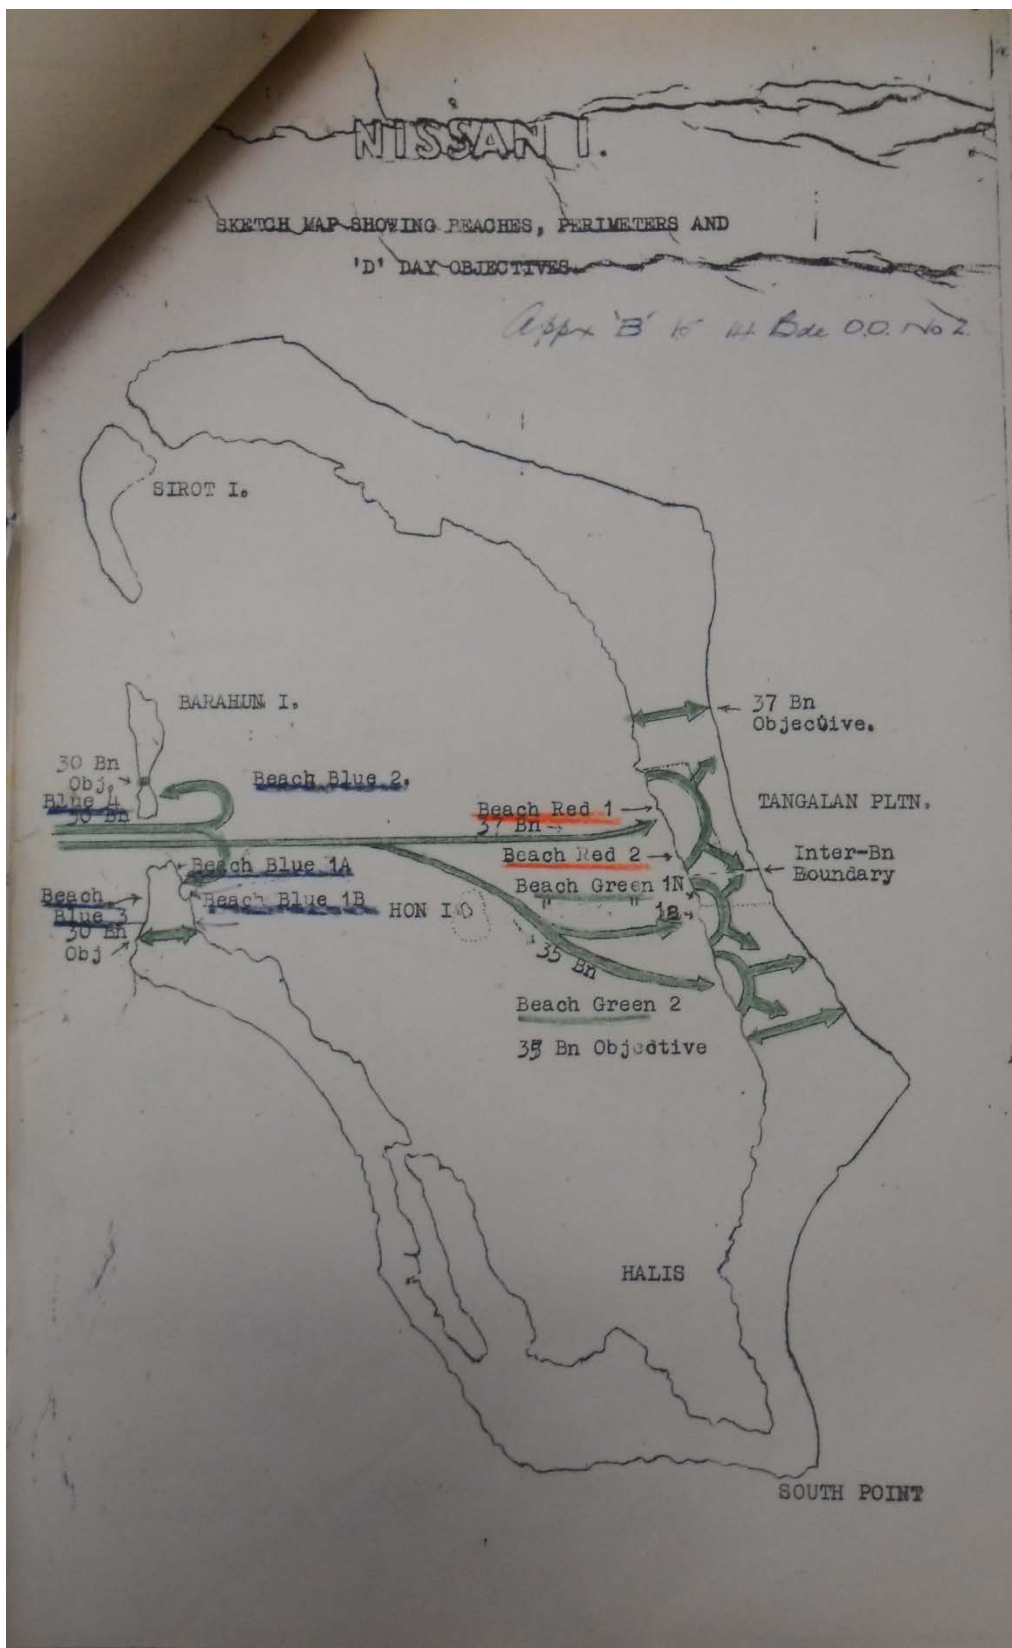 NISSAN I.
SKETCH MAP SHOWING BEACHES, PERIMETERS AND
'D' DAY OBJECTIVES.
Appx 'B' to 14 Bde O.O. No 2.
SIROT I.
BARAHUN I.
37 Bn
Objective.
30 Bn
Obj.
Blue 4
30 Bn
Beach Blue 2.
Beach Red 1
37 Bn
TANGALAN PLTN.
Beach Red 2
Inter-Bn
Boundary
Beach Blue 1A
Beach Green 1N
" " 1S
Beach
Blue 3
Beach Blue 1B
HON I.
30 Bn
Obj
35 Bn
Beach Green 2
35 Bn Objedtive
HALIS
SOUTH POINT